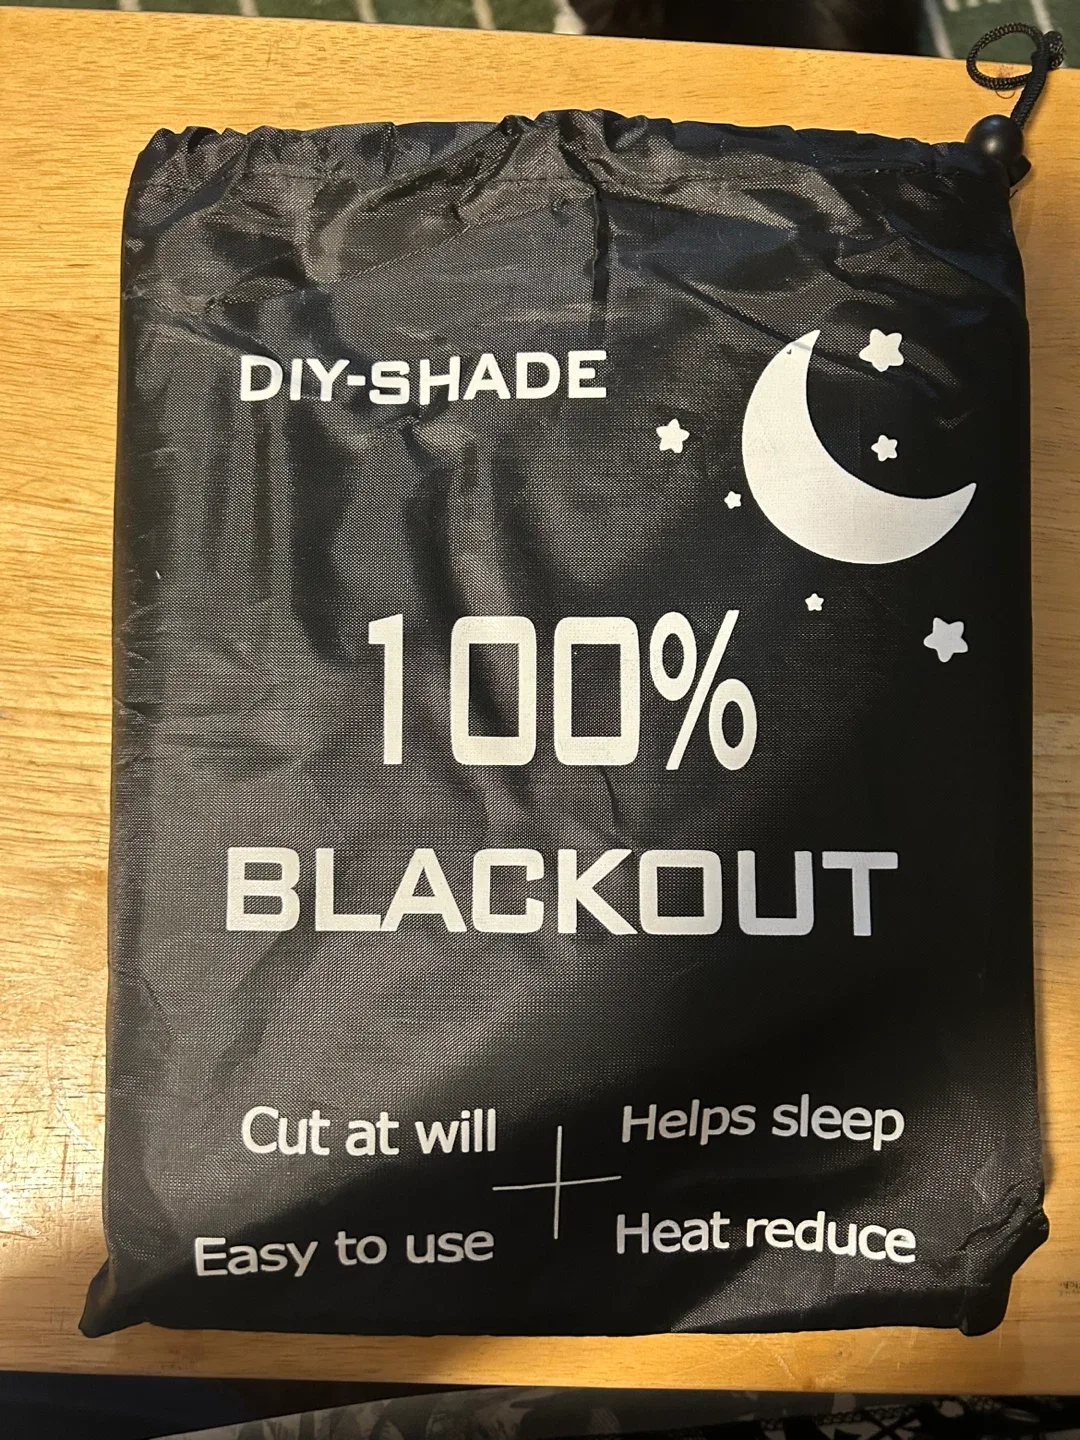 DIY-SHADE
100%
BLACKOUT
Cut at will
Helps sleep
Easy to use
Heat reduce